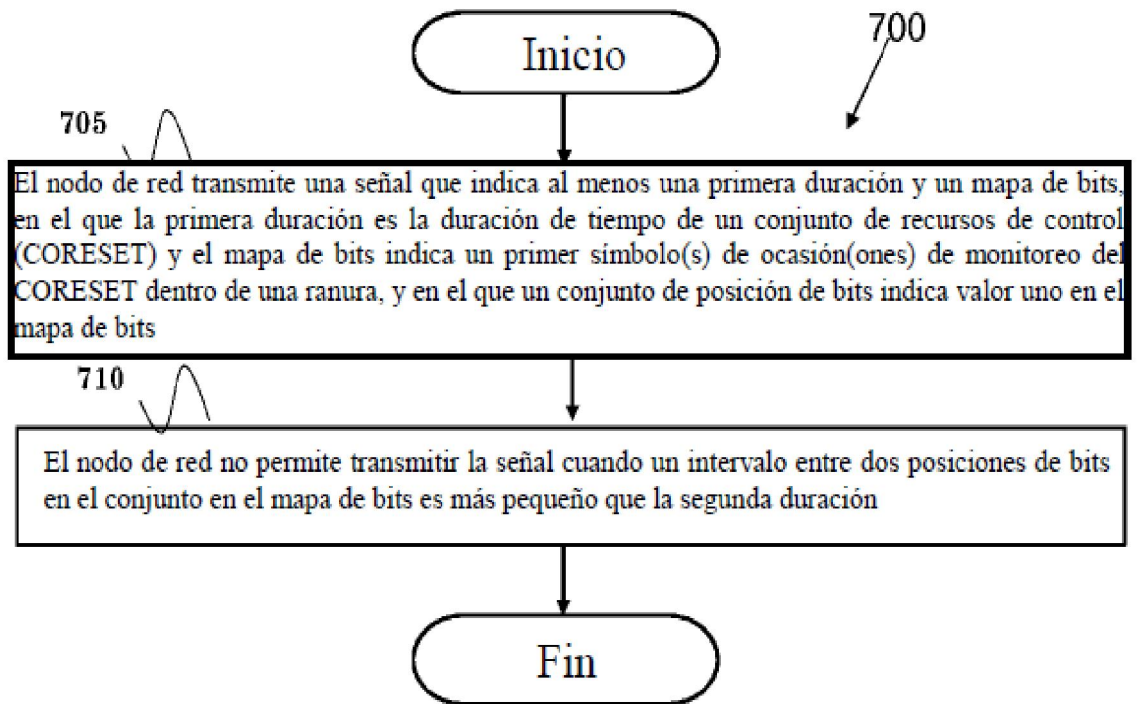 Inicio
700
705
El nodo de red transmite una señal que indica al menos una primera duración y un mapa de bits,
en el que la primera duración es la duración de tiempo de un conjunto de recursos de control
(CORESET) y el mapa de bits indica un primer símbolo(s) de ocasión(ones) de monitoreo del
CORESET dentro de una ranura, y en el que un conjunto de posición de bits indica valor uno en el
mapa de bits
710
El nodo de red no permite transmitir la señal cuando un intervalo entre dos posiciones de bits
en el conjunto en el mapa de bits es más pequeño que la segunda duración
Fin